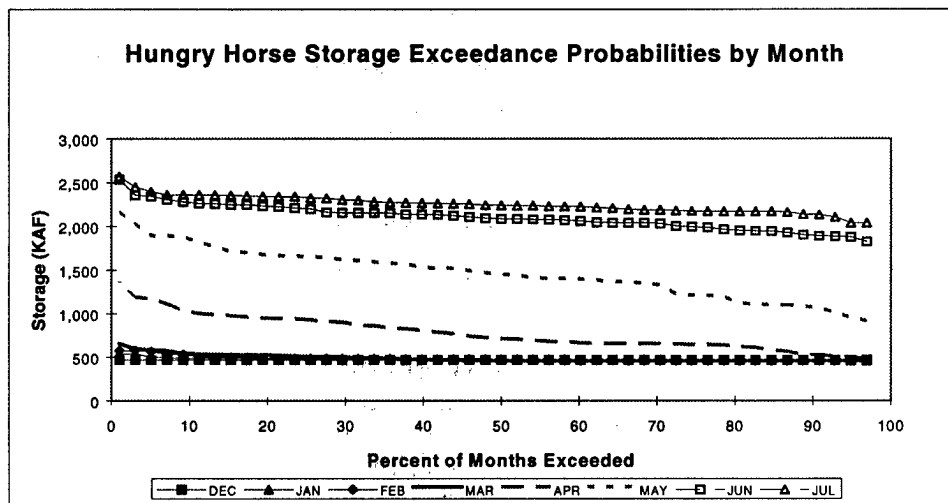 Hungry Horse Storage Exceedance Probabilities by Month
Storage (KAF)
3,000
2,500
2,000
1,500
1,000
500
0
0 10 20 30 40 50 60 70 80 90 100
Percent of Months Exceeded
DEC JAN FEB MAR APR MAY JUN JUL